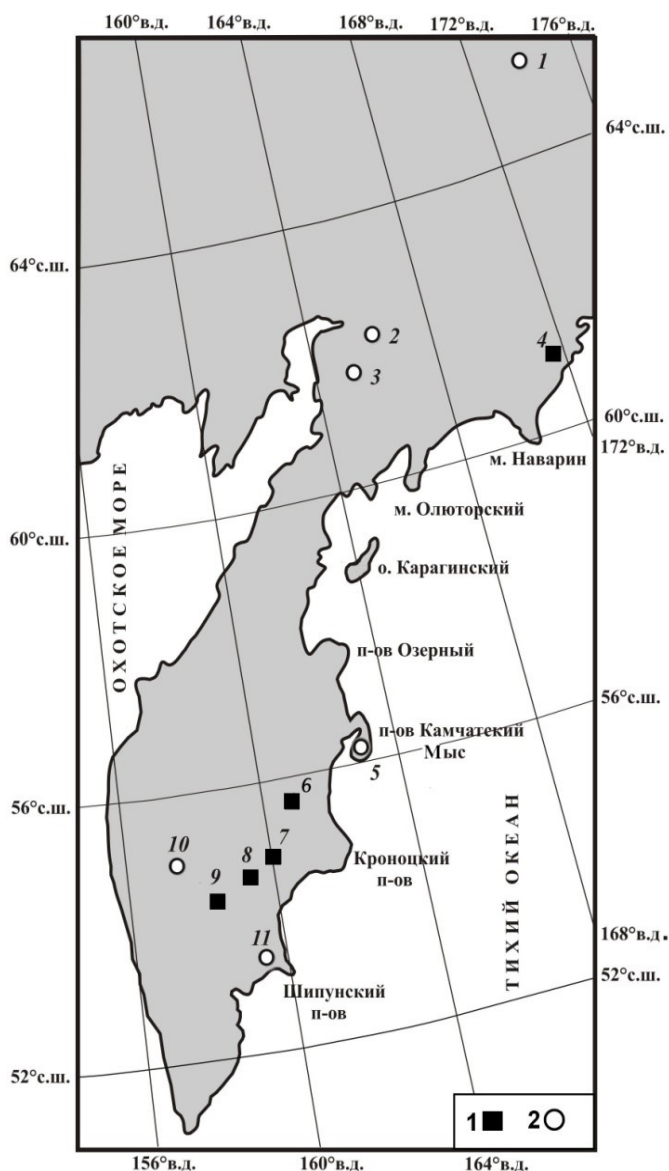 160°в.д.
164°в.д.
168°в.д.
172°в.д.
176°в.д.
1
64°с.ш.
64°с.ш.
2
4
3
60°с.ш.
172°в.д.
м. Наварин
м. Олюторский
60°с.ш.
о. Карагинский
ОХОТСКОЕ МОРЕ
п-ов Озерный
56°с.ш.
п-ов Камчатский
Мыс
5
6
56°с.ш.
7
10
8
Кроноцкий
п-ов
9
ТИХИЙ ОКЕАН
168°в.д.
11
52°с.ш.
Шипунский
п-ов
52°с.ш.
1 2
156°в.д.
160°в.д.
164°в.д.